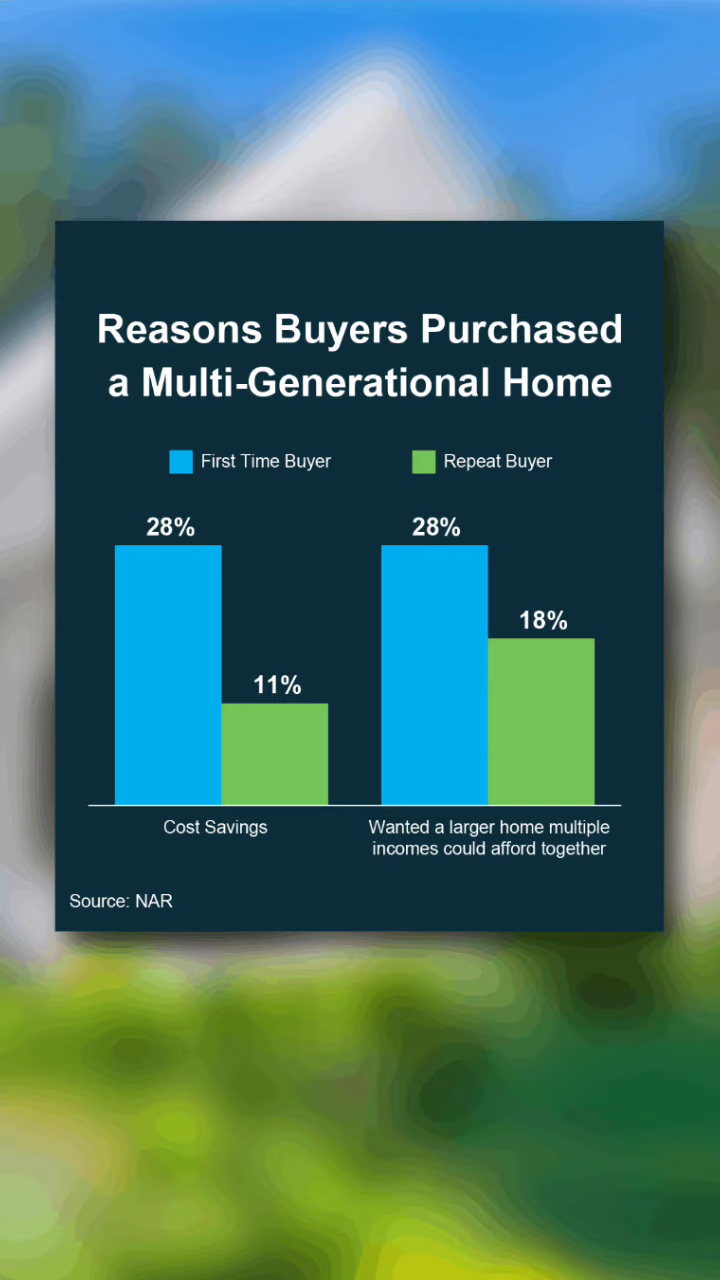 Reasons Buyers Purchased
a Multi-Generational Home
First Time Buyer
Repeat Buyer
28%
11%
28%
18%
Cost Savings
Wanted a larger home multiple
incomes could afford together
Source: NAR